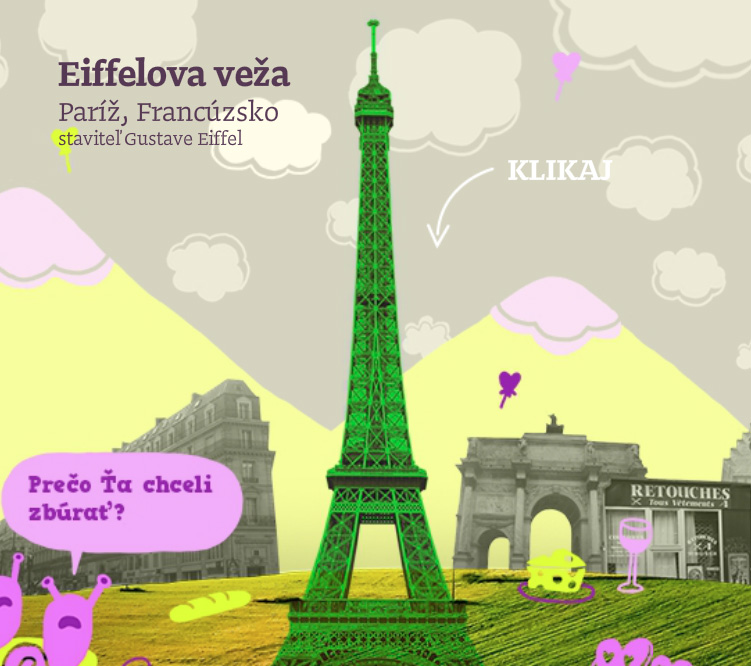 Eiffelova veža
Paríž, Francúzsko
staviteľ Gustave Eiffel
KLIKAJ
Prečo Ťa chceli
zbúrať?
RETOUCHES
Tous Vêtements